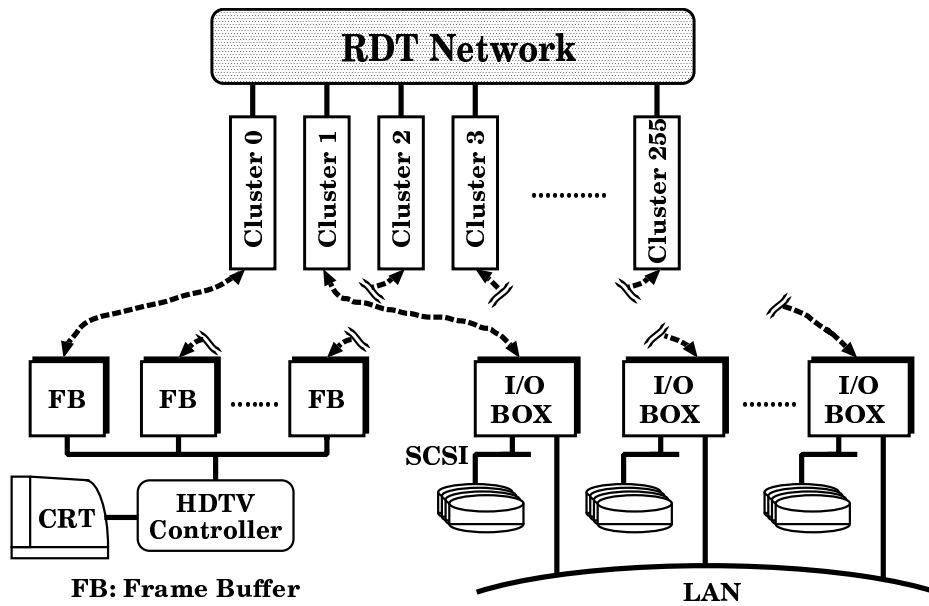 RDT Network
Cluster 0
Cluster 1
Cluster 2
Cluster 3
............
Cluster 255
FB
FB
.......
FB
I/O
BOX
I/O
BOX
........
I/O
BOX
SCSI
CRT
HDTV
Controller
FB: Frame Buffer
LAN